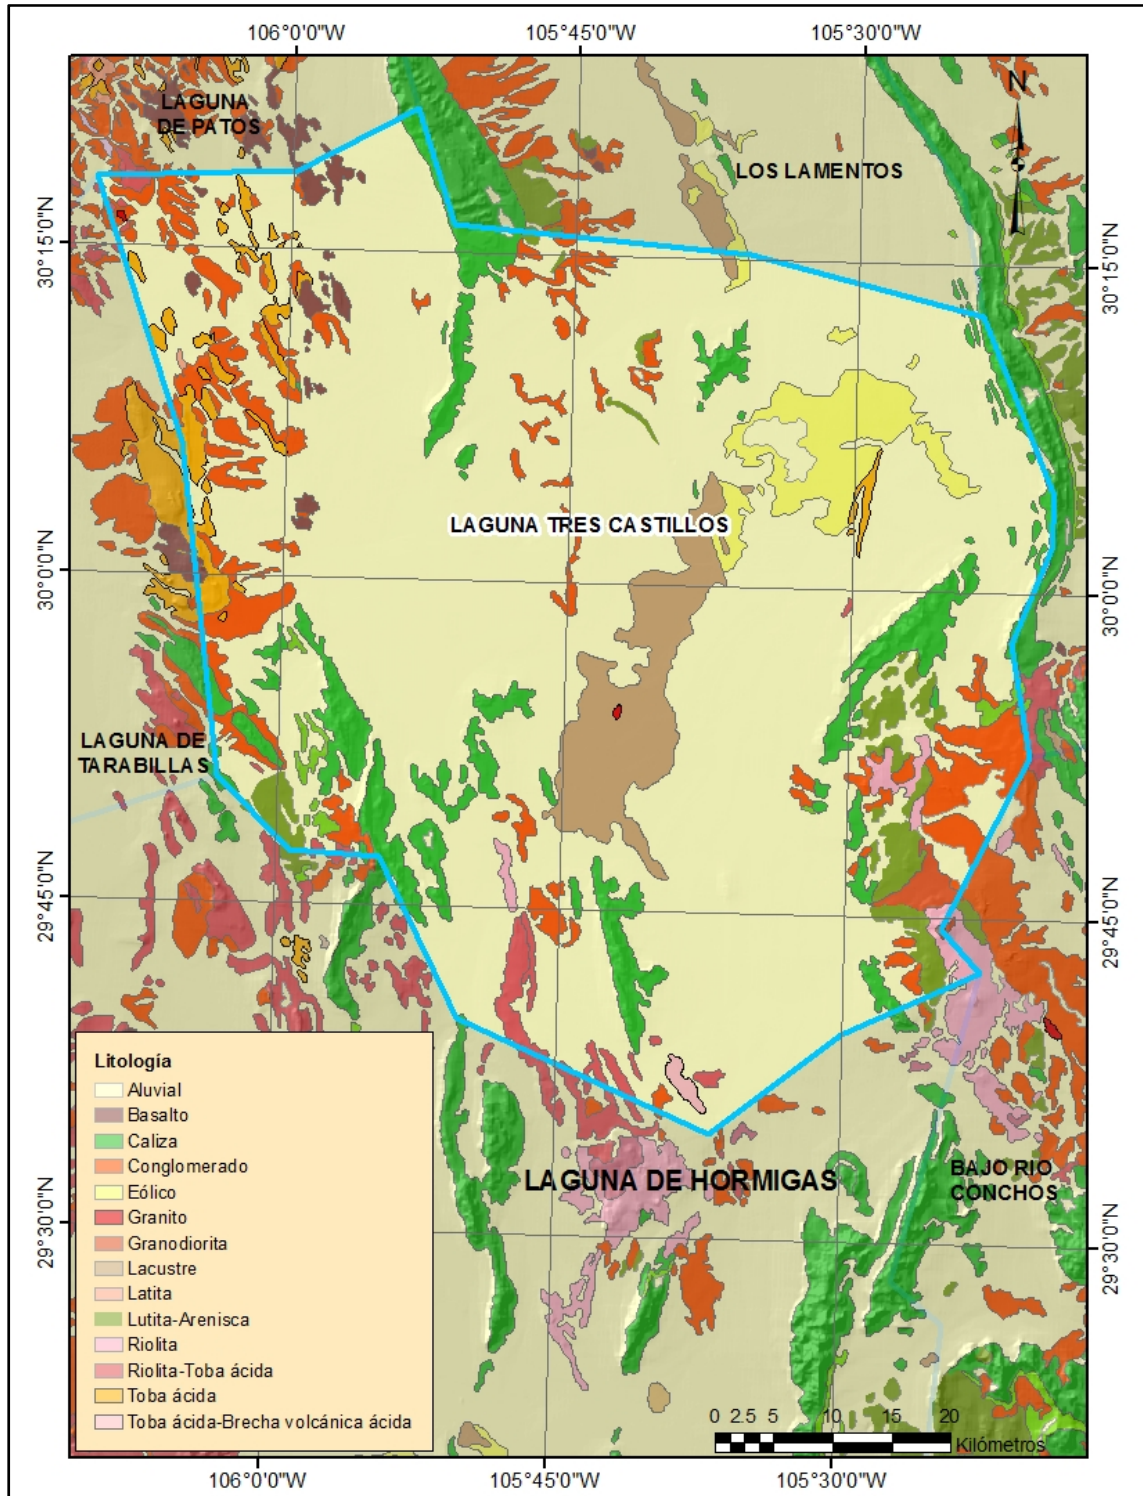 106°0'0"W
105°45'0"W
105°30'0"W
N
LAGUNA
DE PATOS
LOS LAMENTOS
30°15'0"N
30°15'0"N
LAGUNA TRES CASTILLOS
30°0'0"N
30°0'0"N
LAGUNA DE
TARABILLAS
29°45'0"N
29°45'0"N
LAGUNA DE HORMIGAS
BAJO RIO
CONCHOS
29°30'0"N
29°30'0"N
Litología
Aluvial
Basalto
Caliza
Conglomerado
Eólico
Granito
Granodiorita
Lacustre
Latita
Lutita-Arenisca
Riolita
Riolita-Toba ácida
Toba ácida
Toba ácida-Brecha volcánica ácida
0 2.5 5 10 15 20
Kilómetros
106°0'0"W
105°45'0"W
105°30'0"W